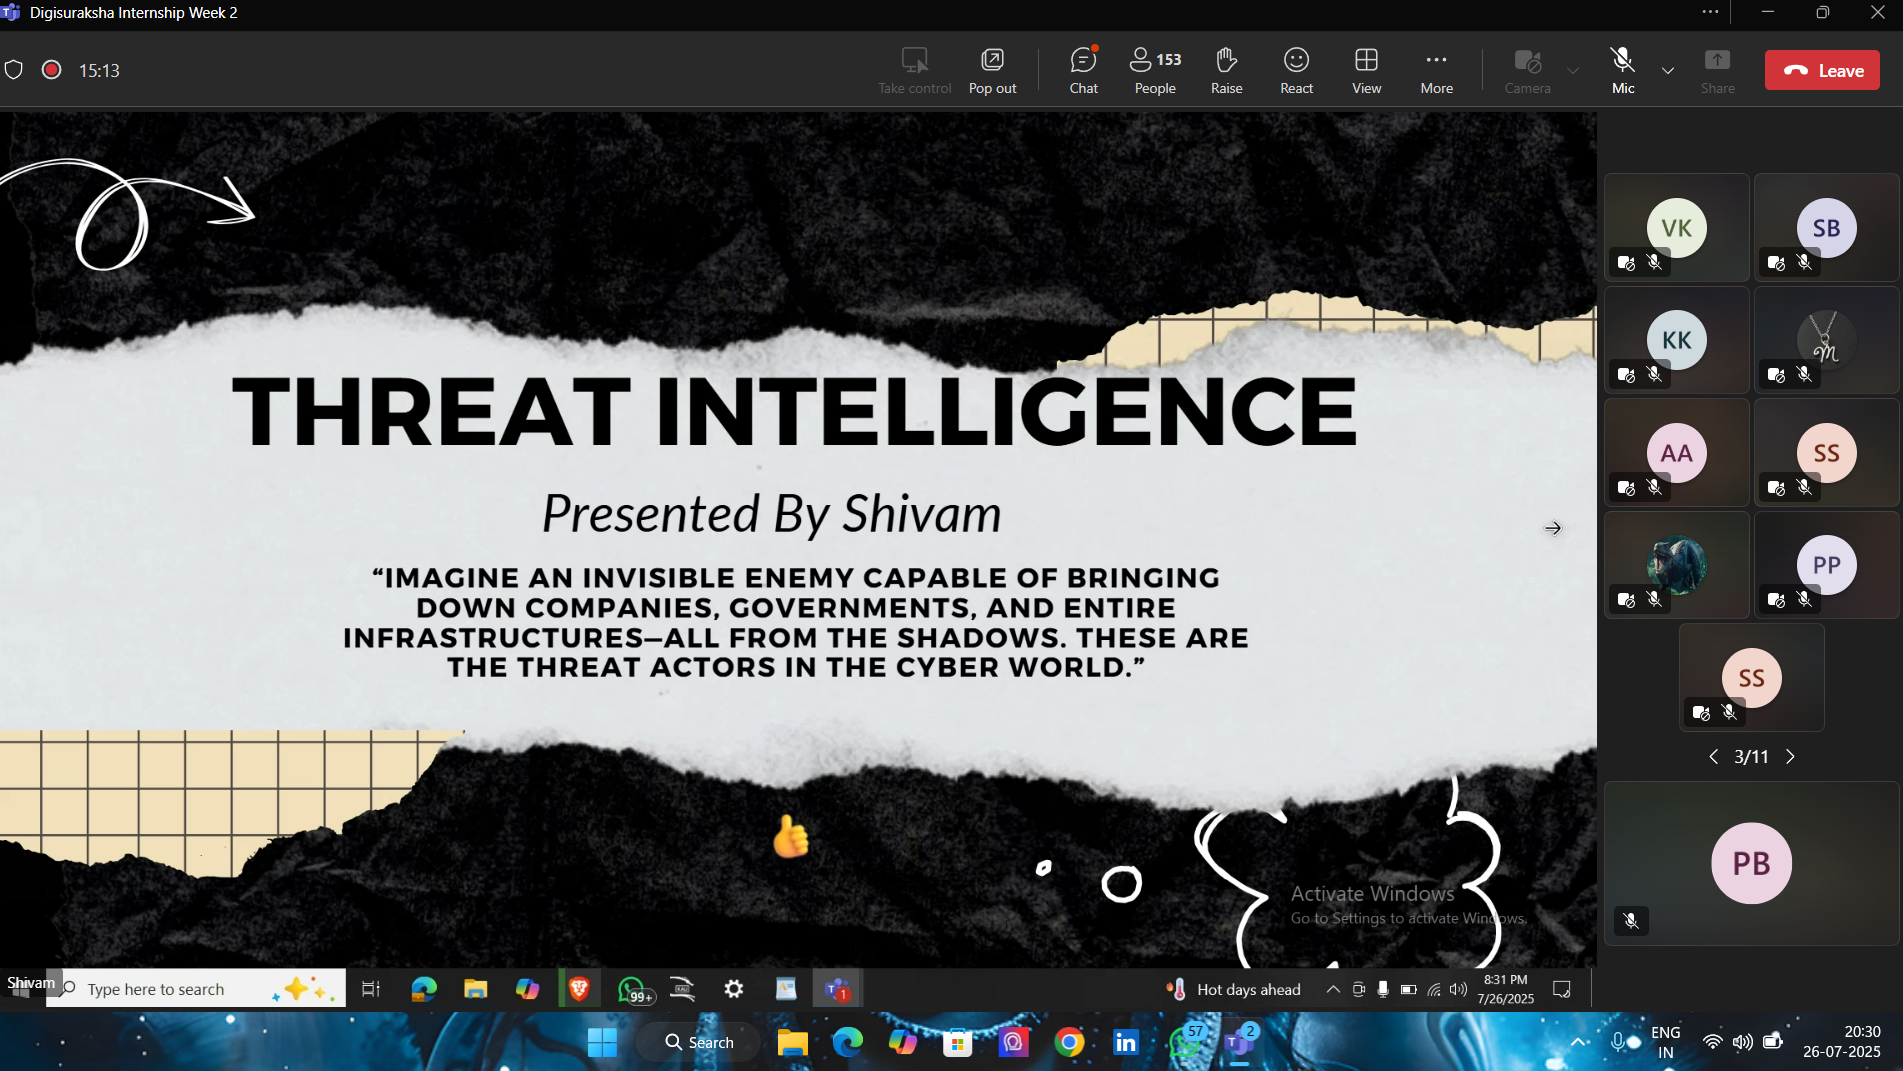 Digisuraksha Internship Week 2
15:13
Take control
Pop out
Chat
153
People
Raise
React
View
More
Camera
Mic
Share
Leave
THREAT INTELLIGENCE
Presented By Shivam
“IMAGINE AN INVISIBLE ENEMY CAPABLE OF BRINGING
DOWN COMPANIES, GOVERNMENTS, AND ENTIRE
INFRASTRUCTURES—ALL FROM THE SHADOWS. THESE ARE
THE THREAT ACTORS IN THE CYBER WORLD.”
VK
SB
KK
m
AA
SS
PP
SS
3/11
PB
Activate Windows
Go to Settings to activate Windows.
Shivam
Type here to search
99+
1
Hot days ahead
8:31 PM
7/26/2025
Search
57
2
ENG
IN
20:30
26-07-2025